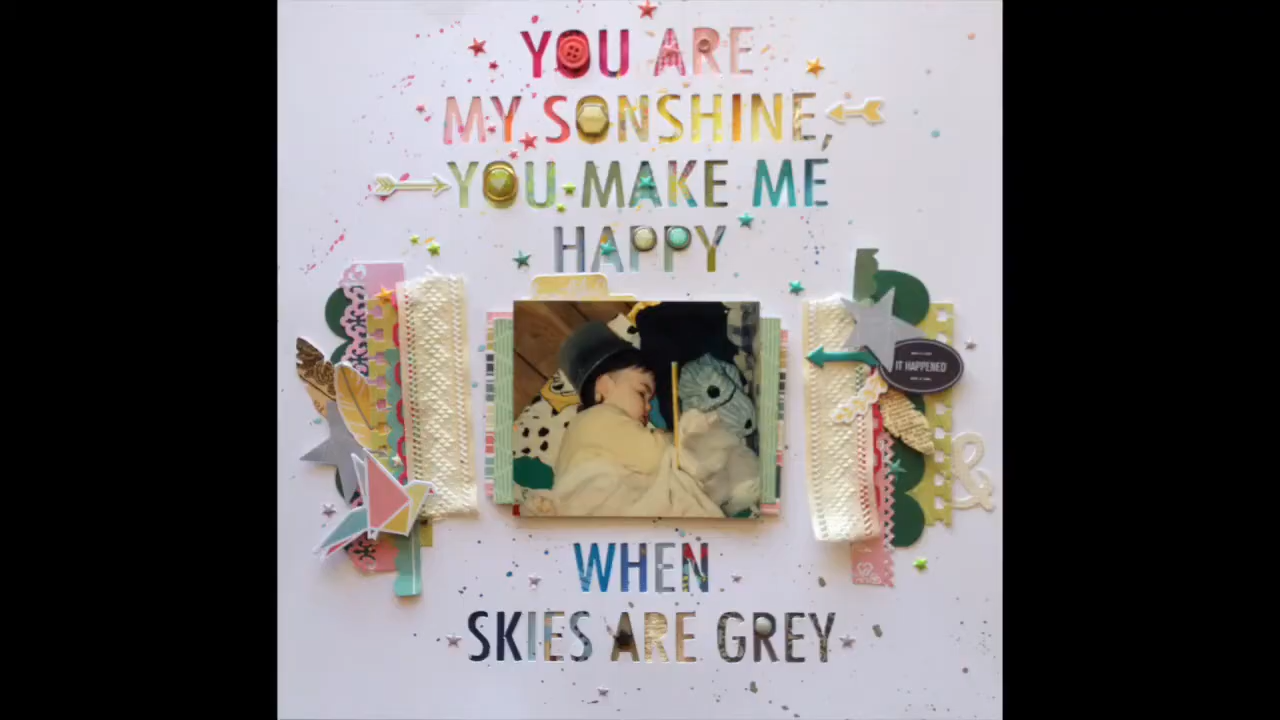 YOU ARE
MY SONSHINE,
YOU MAKE ME
HAPPY
IT HAPPENED
WHEN
SKIES ARE GREY